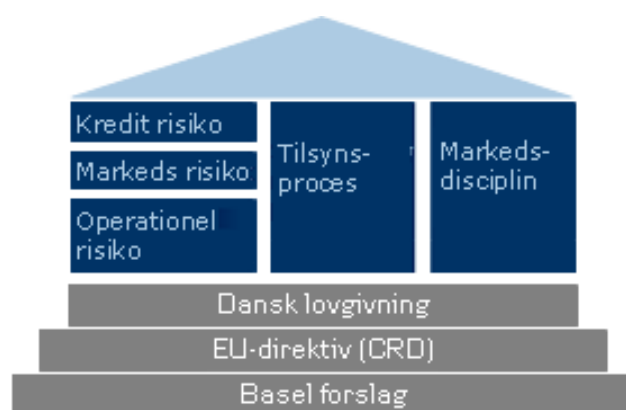 Kredit risiko
Markeds risiko
Operationel
risiko
Tilsyns-
proces
Markeds-
disciplin
Dansk lovgivning
EU-direktiv (CRD)
Basel forslag